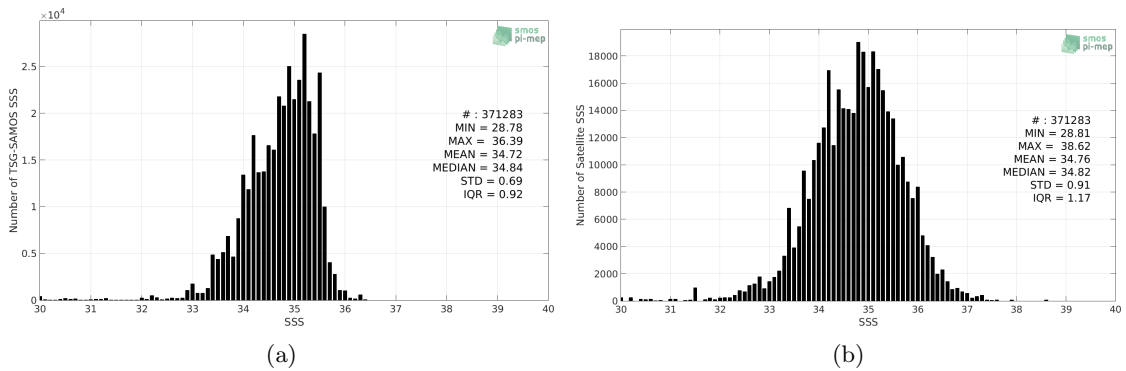 ×10⁴
3
2.5
2
1.5
1
0.5
0
30 31 32 33 34 35 36 37 38 39 40
SSS
Number of TSG-SAMOS SSS
smos
pi-mep
# : 371283
MIN = 28.78
MAX = 36.39
MEAN = 34.72
MEDIAN = 34.84
STD = 0.69
IQR = 0.92
(a)
18000
16000
14000
12000
10000
8000
6000
4000
2000
0
30 31 32 33 34 35 36 37 38 39 40
SSS
Number of Satellite SSS
smos
pi-mep
# : 371283
MIN = 28.81
MAX = 38.62
MEAN = 34.76
MEDIAN = 34.82
STD = 0.91
IQR = 1.17
(b)